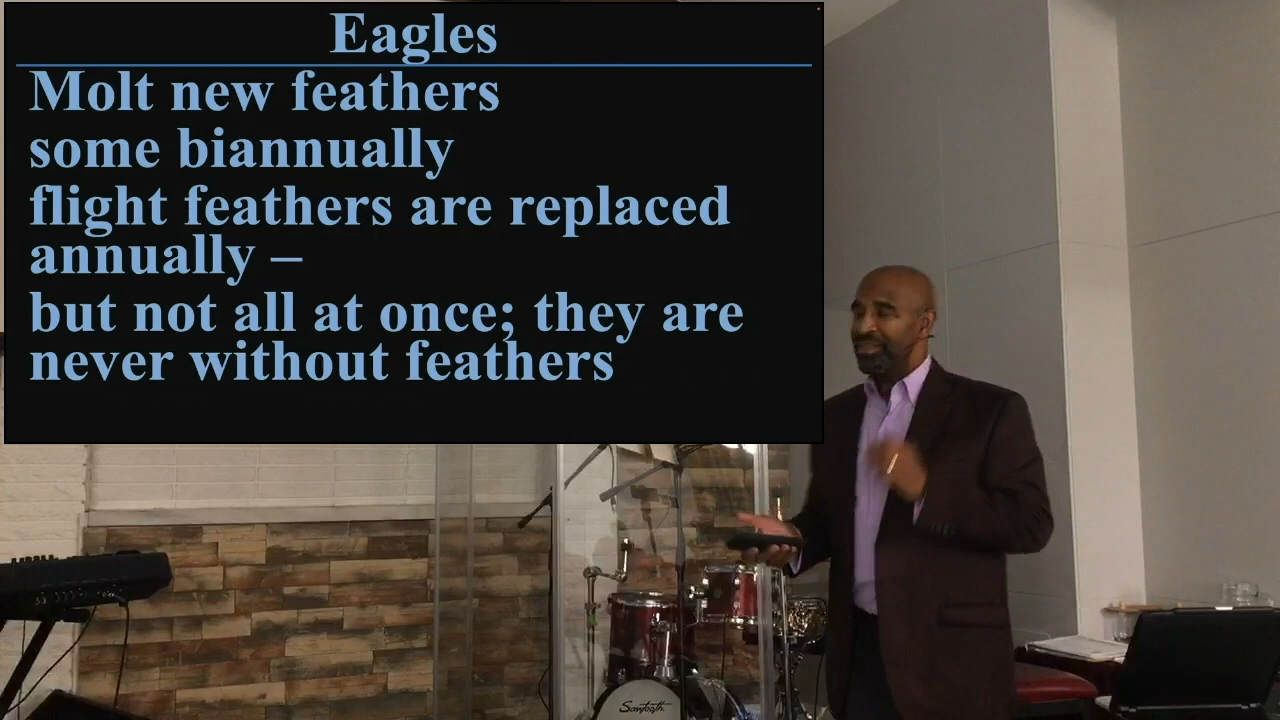 Eagles
Molt new feathers
some biannually
flight feathers are replaced
annually –
but not all at once; they are
never without feathers
Sawtooth